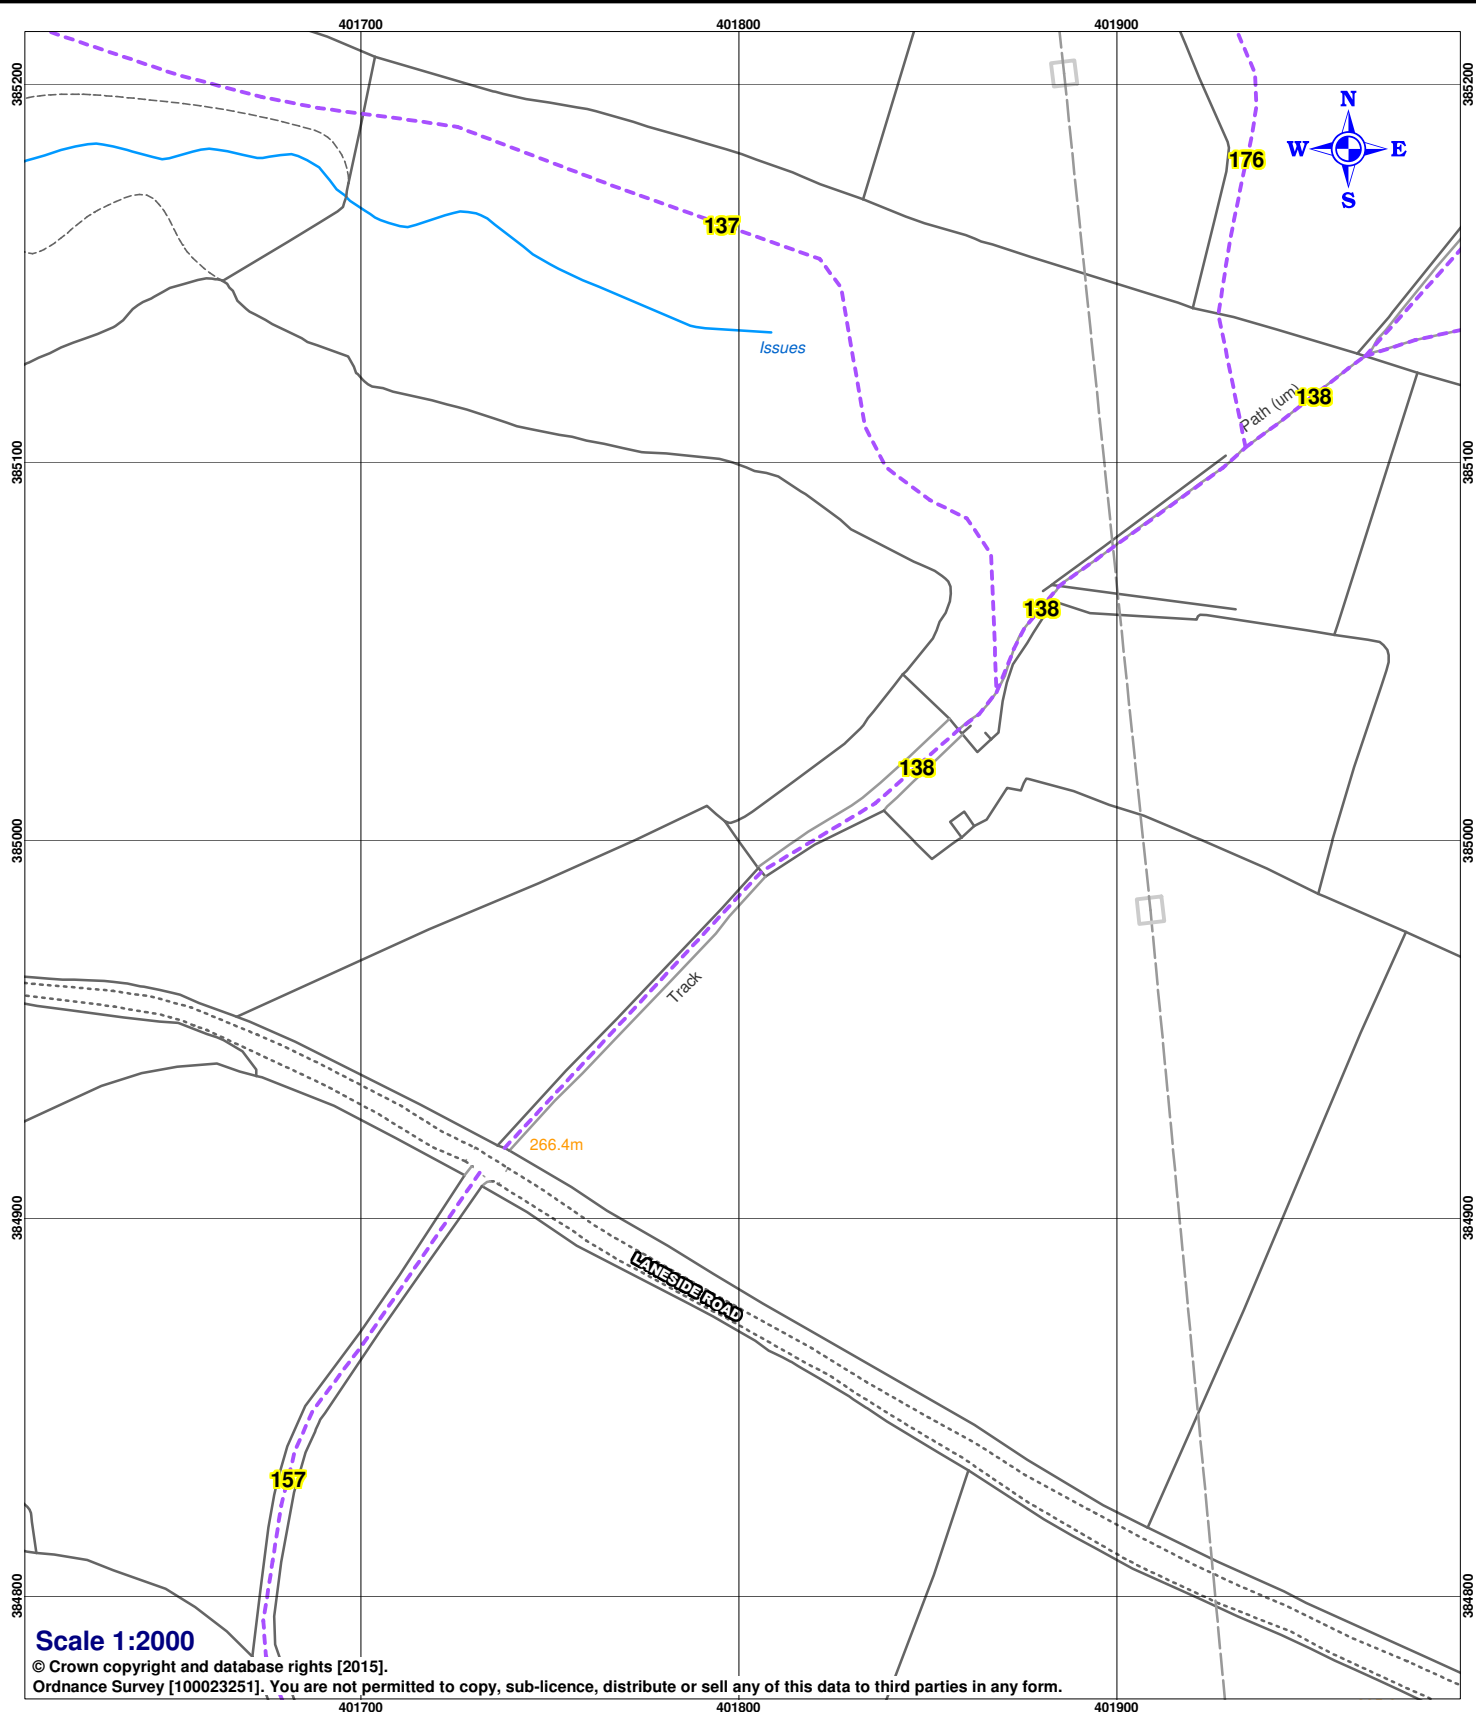 401700
401800
401900
385200
385200
N
W
E
S
176
137
Issues
138
Path (um)
385100
385100
138
138
385000
385000
Track
266.4m
384900
384900
LANESIDE ROAD
157
384800
384800
Scale 1:2000
© Crown copyright and database rights [2015].
Ordnance Survey [100023251]. You are not permitted to copy, sub-licence, distribute or sell any of this data to third parties in any form.
401700
401800
401900